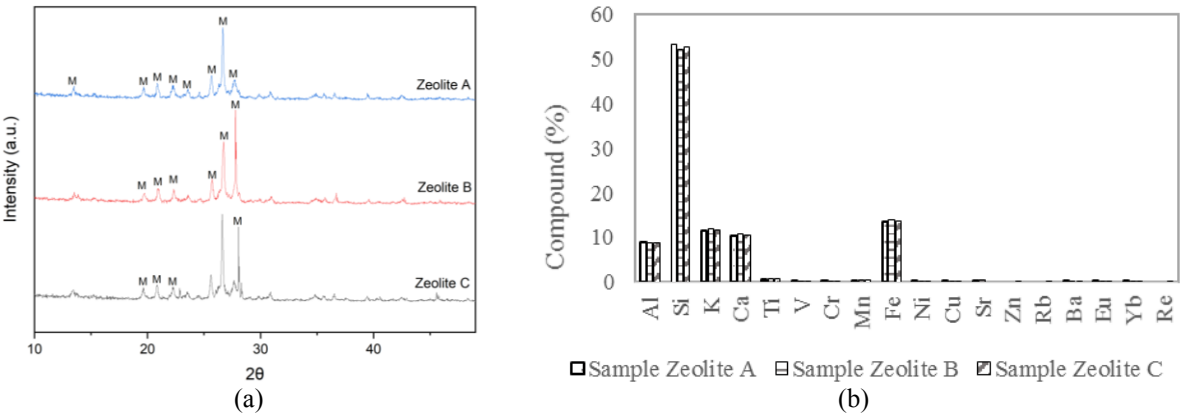 M
M M M M M M M
Zeolite A
M
M M M M M
Zeolite B
M
M M M
Zeolite C
Intensity (a.u.)
10 20 30 40
2θ
(a)
60
50
40
30
20
10
0
Compound (%)
Al Si K Ca Ti V Cr Mn Fe Ni Cu Sr Zn Rb Ba Eu Yb Re
Sample Zeolite A Sample Zeolite B Sample Zeolite C
(b)